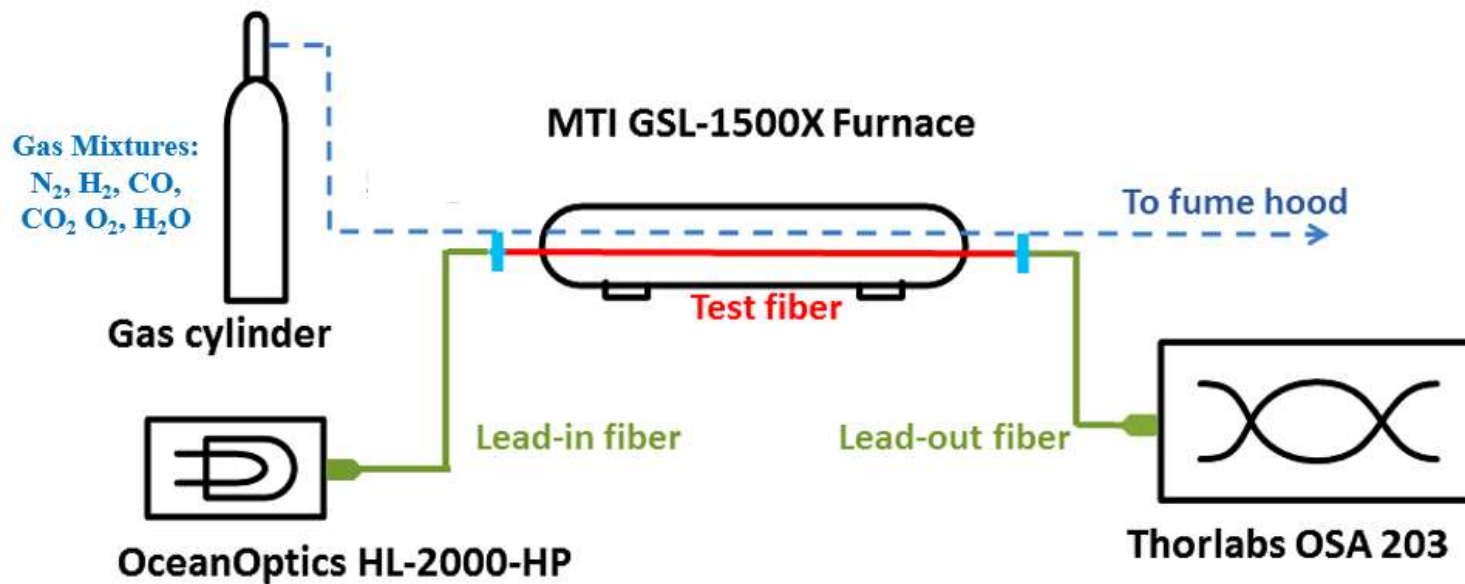 MTI GSL-1500X Furnace
Gas Mixtures:
N₂, H₂, CO,
CO₂ O₂, H₂O
To fume hood
Test fiber
Gas cylinder
Lead-in fiber
Lead-out fiber
OceanOptics HL-2000-HP
Thorlabs OSA 203